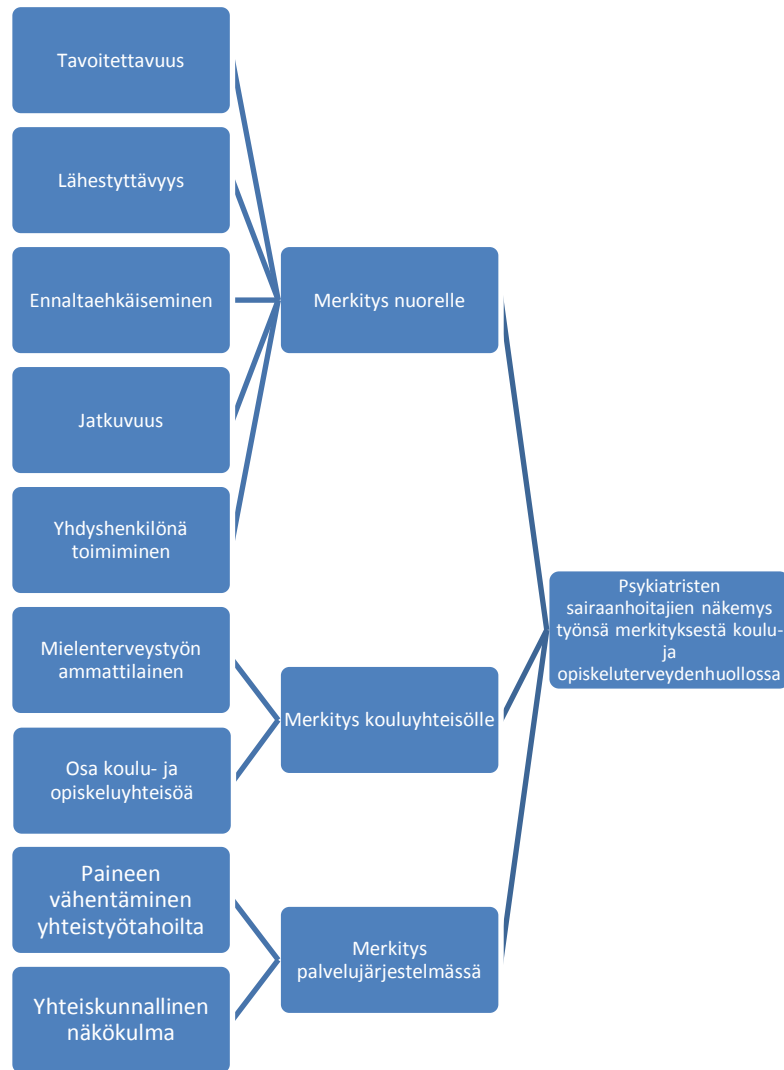 Tavoitettavuus
Lähestyttävyys
Ennaltaehkäiseminen
Jatkuvuus
Yhdyshenkilönä
toimiminen
Mielenterveystyön
ammattilainen
Osa koulu- ja
opiskeluyhteisöä
Paineen
vähentäminen
yhteistyötahoilta
Yhteiskunnallinen
näkökulma
Merkitys nuorelle
Merkitys kouluyhteisölle
Merkitys
palvelujärjestelmässä
Psykiatristen
sairaanhoitajien näkemys
työnsä merkityksestä koulu-
ja
opiskeluterveydenhuollossa